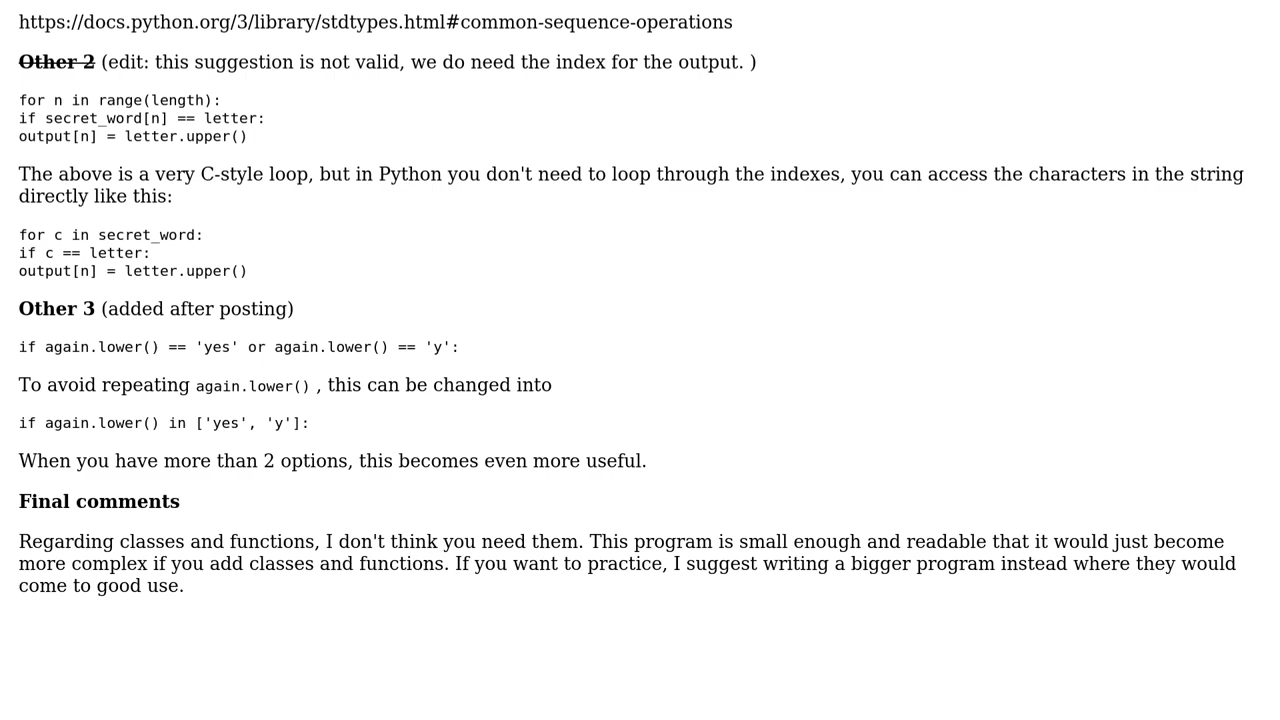 https://docs.python.org/3/library/stdtypes.html#common-sequence-operations
Other 2 (edit: this suggestion is not valid, we do need the index for the output. )
for n in range(length):
if secret_word[n] == letter:
output[n] = letter.upper()
The above is a very C-style loop, but in Python you don't need to loop through the indexes, you can access the characters in the string
directly like this:
for c in secret_word:
if c == letter:
output[n] = letter.upper()
Other 3 (added after posting)
if again.lower() == 'yes' or again.lower() == 'y':
To avoid repeating again.lower() , this can be changed into
if again.lower() in ['yes', 'y']:
When you have more than 2 options, this becomes even more useful.
Final comments
Regarding classes and functions, I don't think you need them. This program is small enough and readable that it would just become
more complex if you add classes and functions. If you want to practice, I suggest writing a bigger program instead where they would
come to good use.